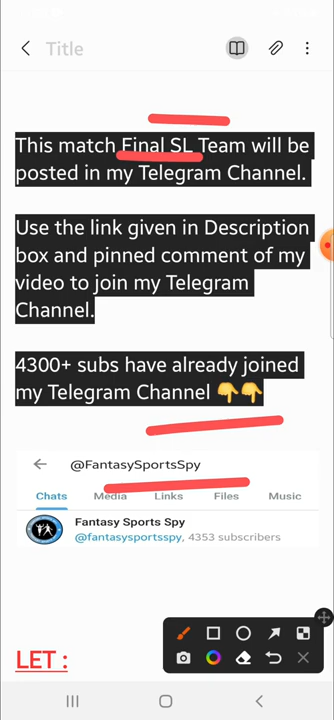 Title
This match Final SL Team will be
posted in my Telegram Channel.
Use the link given in Description
box and pinned comment of my
video to join my Telegram
Channel.
4300+ subs have already joined
my Telegram Channel 👇👇
@FantasySportsSpy
Chats Media Links Files Music
Fantasy Sports Spy
@fantasysportsspy, 4353 subscribers
LET :